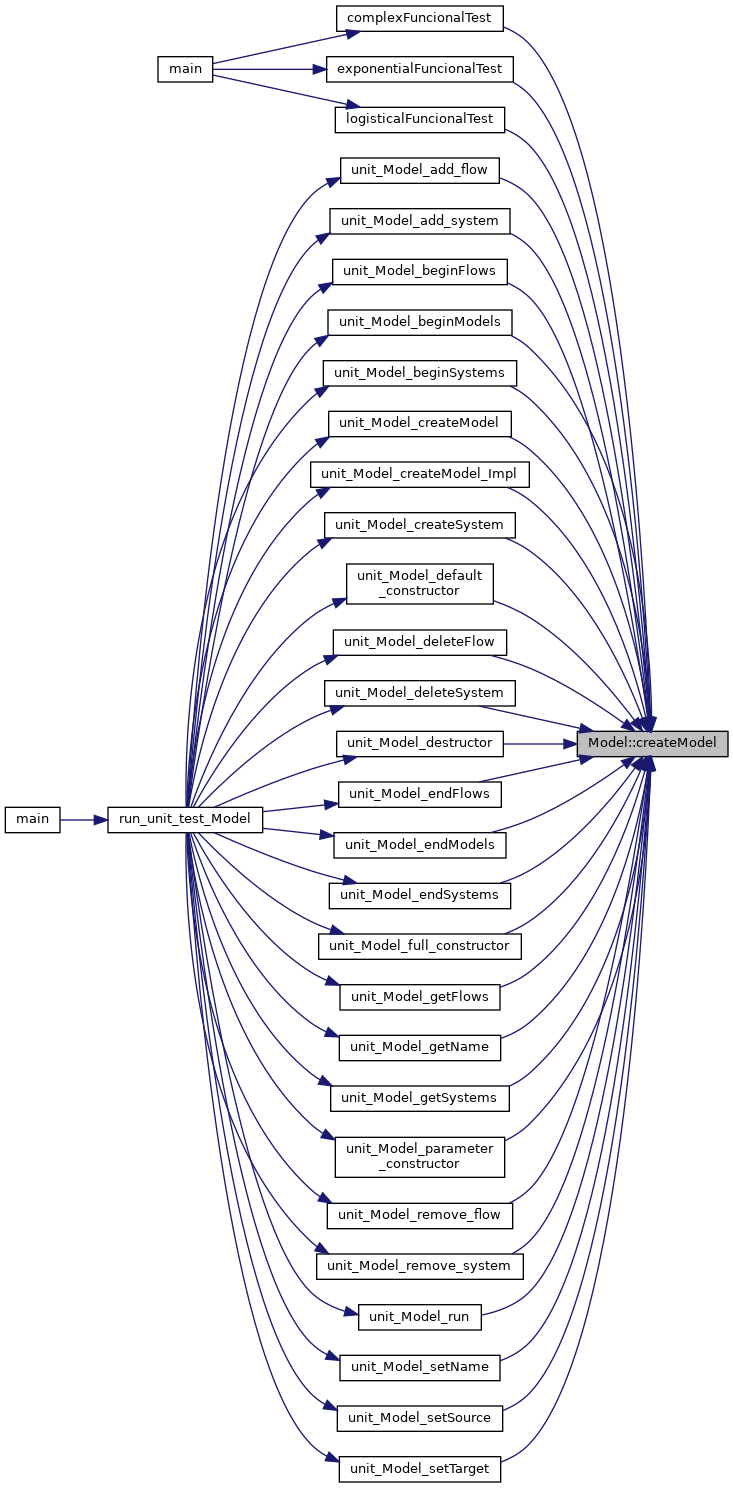 complexFuncionalTest
main
exponentialFuncionalTest
logisticalFuncionalTest
unit_Model_add_flow
unit_Model_add_system
unit_Model_beginFlows
unit_Model_beginModels
unit_Model_beginSystems
unit_Model_createModel
unit_Model_createModel_Impl
unit_Model_createSystem
unit_Model_default
_constructor
unit_Model_deleteFlow
unit_Model_deleteSystem
unit_Model_destructor
Model::createModel
unit_Model_endFlows
main
run_unit_test_Model
unit_Model_endModels
unit_Model_endSystems
unit_Model_full_constructor
unit_Model_getFlows
unit_Model_getName
unit_Model_getSystems
unit_Model_parameter
_constructor
unit_Model_remove_flow
unit_Model_remove_system
unit_Model_run
unit_Model_setName
unit_Model_setSource
unit_Model_setTarget